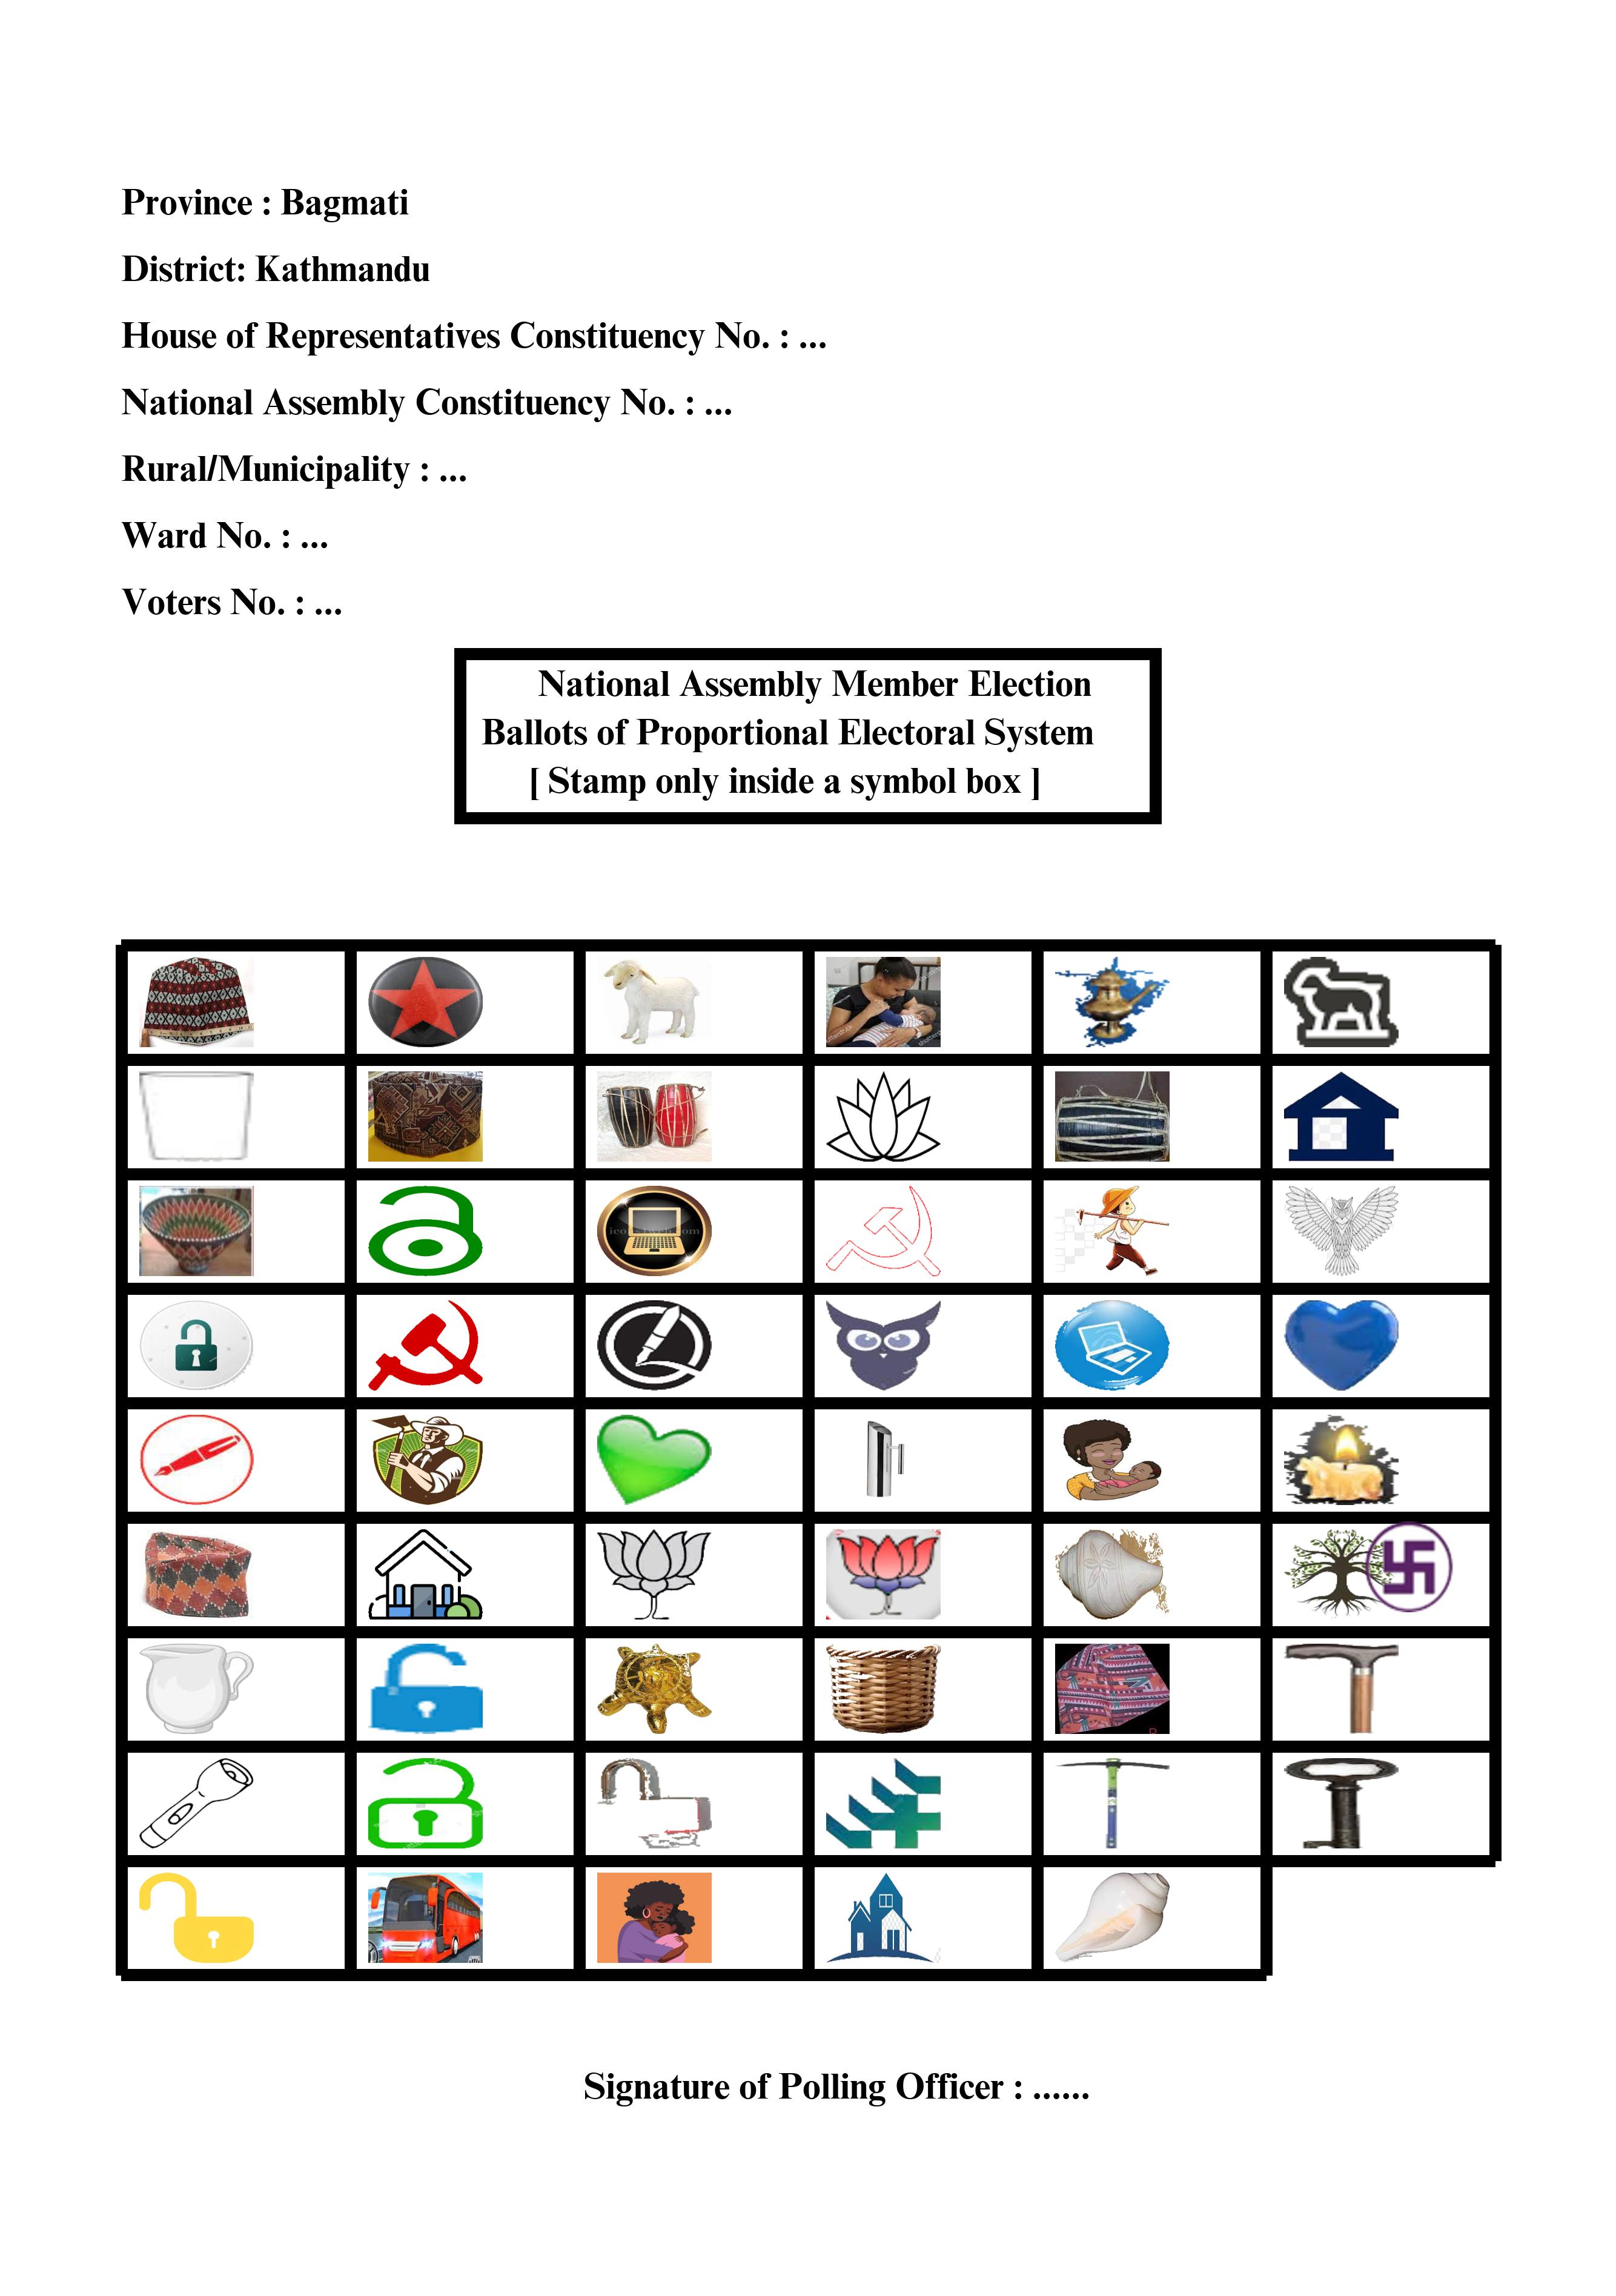 Province : Bagmati
District: Kathmandu
House of Representatives Constituency No. : ...
National Assembly Constituency No. : ...
Rural/Municipality : ...
Ward No. : ...
Voters No. : ...
National Assembly Member Election
Ballots of Proportional Electoral System
[ Stamp only inside a symbol box ]
Signature of Polling Officer : ......